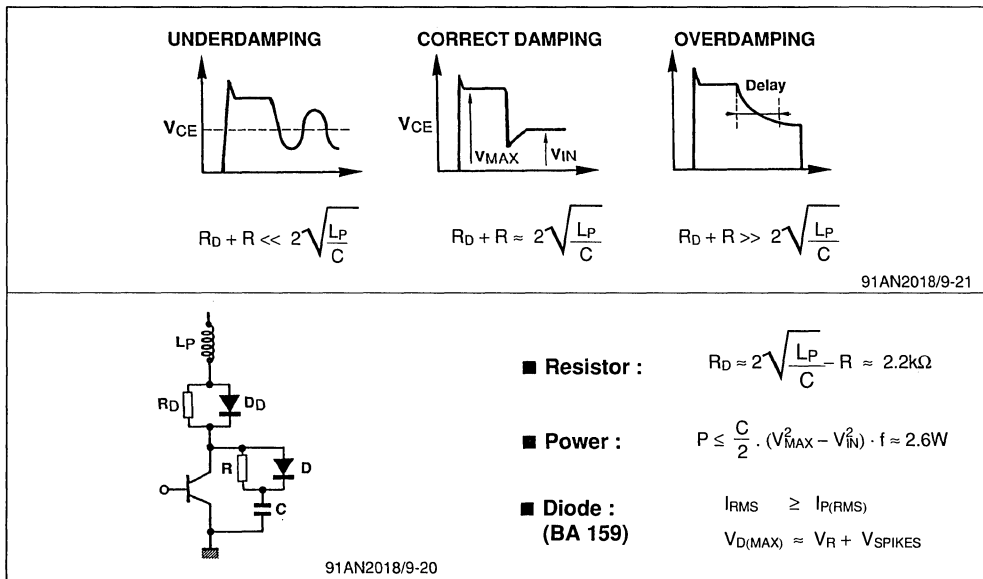 UNDERDAMPING CORRECT DAMPING OVERDAMPING
Delay
VCE VCE
VMAX VIN
RD + R << 2√(LP/C) RD + R ≈ 2√(LP/C) RD + R >> 2√(LP/C)
91AN2018/9-21
LP
RD DD
R D
C
91AN2018/9-20
■ Resistor : RD ≈ 2√(LP/C) – R ≈ 2.2kΩ
■ Power : P ≤ C/2 . (V²MAX – V²IN) · f ≈ 2.6W
■ Diode : IRMS ≥ IP(RMS)
(BA 159) VD(MAX) ≈ VR + VSPIKES